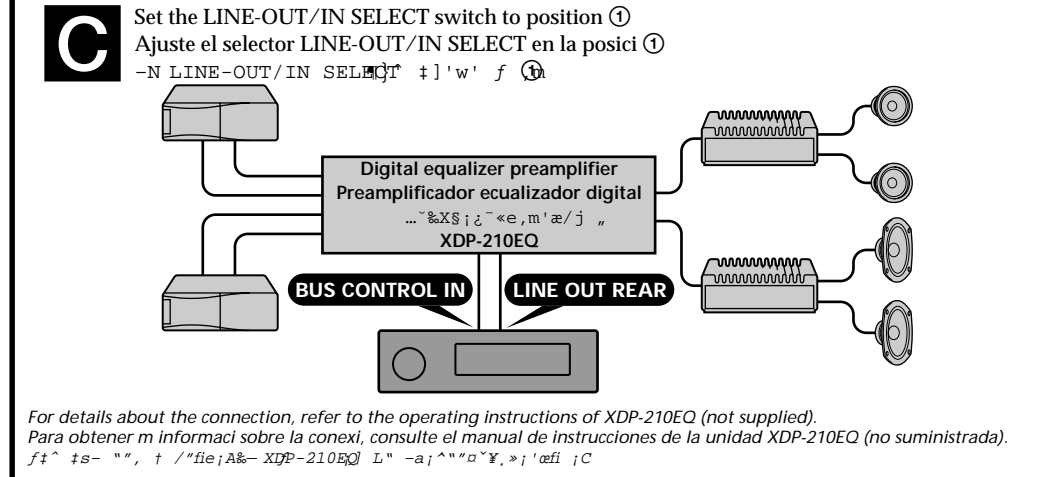 C
Set the LINE-OUT/IN SELECT switch to position ①
Ajuste el selector LINE-OUT/IN SELECT en la posici ①
–N LINE-OUT/IN SELECT ‡]'w' ƒ ①
Digital equalizer preamplifier
Preamplificador ecualizador digital
…ˇ‰X§¡¿¯«e‚m'æ/j „
XDP-210EQ
BUS CONTROL IN
LINE OUT REAR
For details about the connection, refer to the operating instructions of XDP-210EQ (not supplied).
Para obtener m informaci sobre la conexi, consulte el manual de instrucciones de la unidad XDP-210EQ (no suministrada).
XDP-210EQ